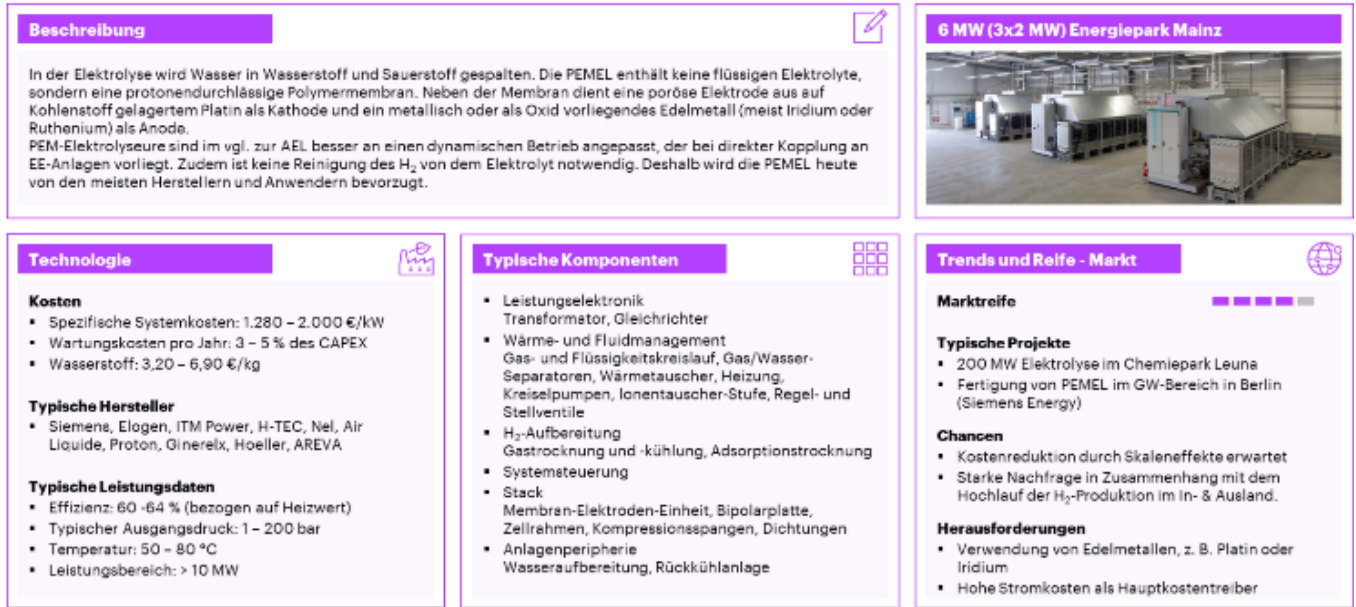 Beschreibung
In der Elektrolyse wird Wasser in Wasserstoff und Sauerstoff gespalten. Die PEMEL enthält keine flüssigen Elektrolyte,
sondern eine protonendurchlässige Polymermembran. Neben der Membran dient eine poröse Elektrode aus auf
Kohlenstoff gelagertem Platin als Kathode und ein metallisch oder als Oxid vorliegendes Edelmetall (meist Iridium oder
Ruthenium) als Anode.
PEM-Elektrolyseure sind im vgl. zur AEL besser an einen dynamischen Betrieb angepasst, der bei direkter Kopplung an
EE-Anlagen vorliegt. Zudem ist keine Reinigung des H₂ von dem Elektrolyt notwendig. Deshalb wird die PEMEL heute
von den meisten Herstellern und Anwendern bevorzugt.
6 MW (3x2 MW) Energiepark Mainz
Technologie
Kosten
▪ Spezifische Systemkosten: 1.280 – 2.000 €/kW
▪ Wartungskosten pro Jahr: 3 – 5 % des CAPEX
▪ Wasserstoff: 3,20 – 6,90 €/kg
Typische Hersteller
▪ Siemens, Elogen, ITM Power, H-TEC, Nel, Air
Liquide, Proton, Ginerelx, Hoeller, AREVA
Typische Leistungsdaten
▪ Effizienz: 60 -64 % (bezogen auf Heizwert)
▪ Typischer Ausgangsdruck: 1 – 200 bar
▪ Temperatur: 50 – 80 °C
▪ Leistungsbereich: > 10 MW
Typische Komponenten
▪ Leistungselektronik
Transformator, Gleichrichter
▪ Wärme- und Fluidmanagement
Gas- und Flüssigkeitskreislauf, Gas/Wasser-
Separatoren, Wärmetauscher, Heizung,
Kreiselpumpen, Ionentauscher-Stufe, Regel- und
Stellventile
▪ H₂-Aufbereitung
Gastrocknung und -kühlung, Adsorptionstrocknung
▪ Systemsteuerung
▪ Stack
Membran-Elektroden-Einheit, Bipolarplatte,
Zellrahmen, Kompressionsspangen, Dichtungen
▪ Anlagenperipherie
Wasseraufbereitung, Rückkühlanlage
Trends und Reife - Markt
Marktreife
Typische Projekte
▪ 200 MW Elektrolyse im Chemiepark Leuna
▪ Fertigung von PEMEL im GW-Bereich in Berlin
(Siemens Energy)
Chancen
▪ Kostenreduktion durch Skaleneffekte erwartet
▪ Starke Nachfrage in Zusammenhang mit dem
Hochlauf der H₂-Produktion im In- & Ausland.
Herausforderungen
▪ Verwendung von Edelmetallen, z. B. Platin oder
Iridium
▪ Hohe Stromkosten als Hauptkostentreiber